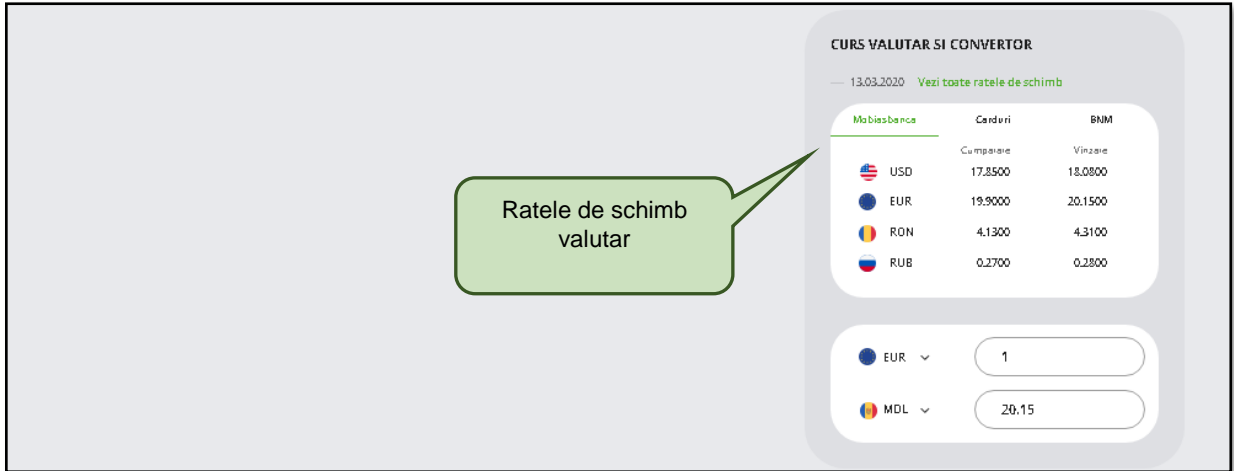 CURS VALUTAR SI CONVERTOR
— 13.03.2020 Vezi toate ratele de schimb
Mobiasbanca Carduri BNM
Cumparare Vinzare
USD 17.8500 18.0800
EUR 19.9000 20.1500
RON 4.1300 4.3100
RUB 0.2700 0.2800
Ratele de schimb
valutar
EUR 1
MDL 20.15